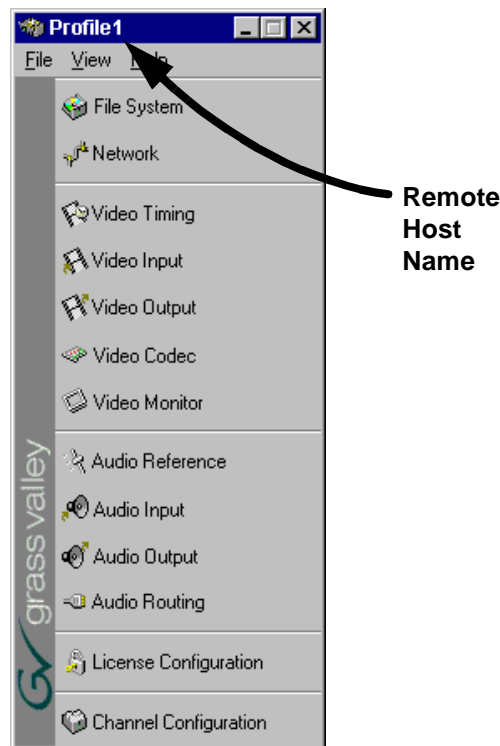 Profile1
File View Help
File System
Network
Video Timing
Video Input
Video Output
Video Codec
Video Monitor
Audio Reference
Audio Input
Audio Output
Audio Routing
License Configuration
Channel Configuration
grass valley
Remote
Host
Name